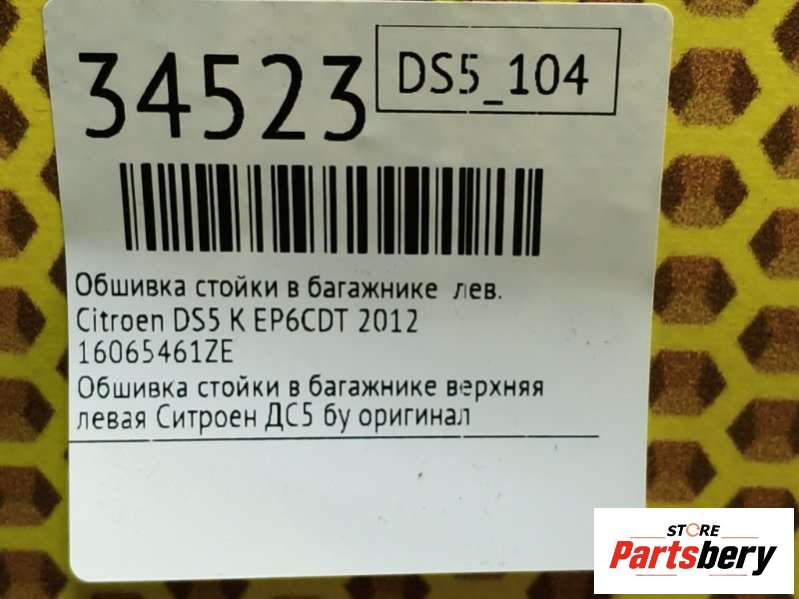 34523
DS5_104
Обшивка стойки в багажнике лев.
Citroen DS5 K EP6CDT 2012
16065461ZE
Обшивка стойки в багажнике верхняя
левая Ситроен ДС5 бу оригинал
STORE
Partsbery